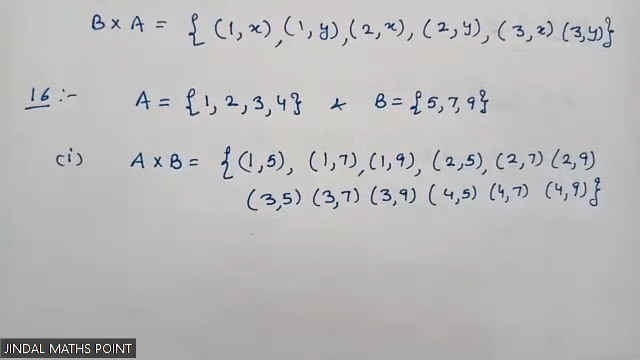 B × A = { (1, x), (1, y), (2, x), (2, y), (3, x) (3, y)}
16 :- A = {1, 2, 3, 4} & B = {5, 7, 9}
(i) A × B = {(1, 5), (1, 7), (1, 9), (2, 5), (2, 7) (2, 9)
(3, 5) (3, 7) (3, 9) (4, 5) (4, 7) (4, 9)}
JINDAL MATHS POINT